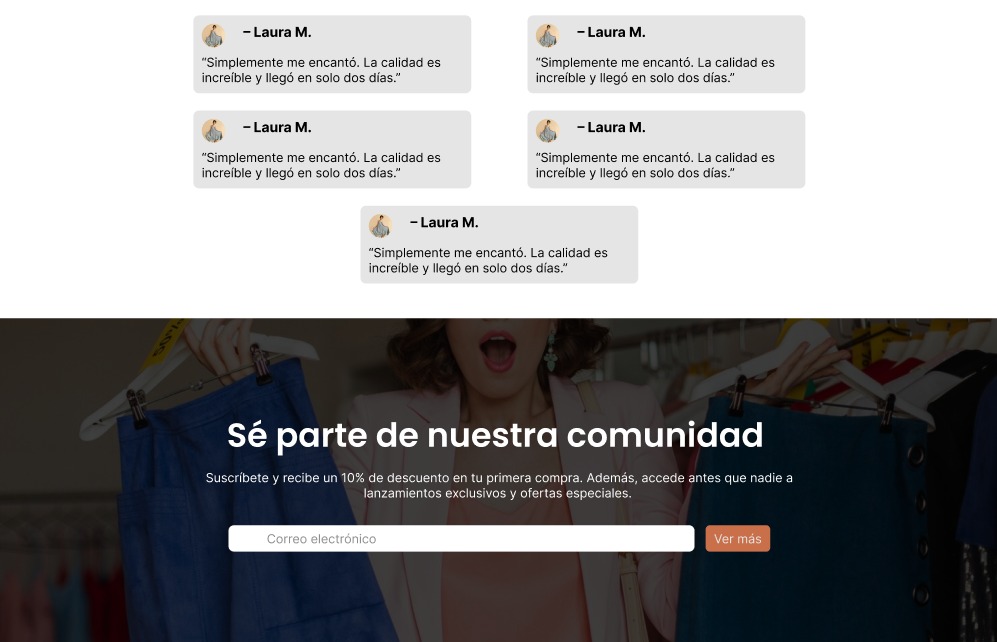 – Laura M.
“Simplemente me encantó. La calidad es
increíble y llegó en solo dos días.”
– Laura M.
“Simplemente me encantó. La calidad es
increíble y llegó en solo dos días.”
– Laura M.
“Simplemente me encantó. La calidad es
increíble y llegó en solo dos días.”
– Laura M.
“Simplemente me encantó. La calidad es
increíble y llegó en solo dos días.”
– Laura M.
“Simplemente me encantó. La calidad es
increíble y llegó en solo dos días.”
50%
Sé parte de nuestra comunidad
Suscríbete y recibe un 10% de descuento en tu primera compra. Además, accede antes que nadie a
lanzamientos exclusivos y ofertas especiales.
Correo electrónico
Ver más